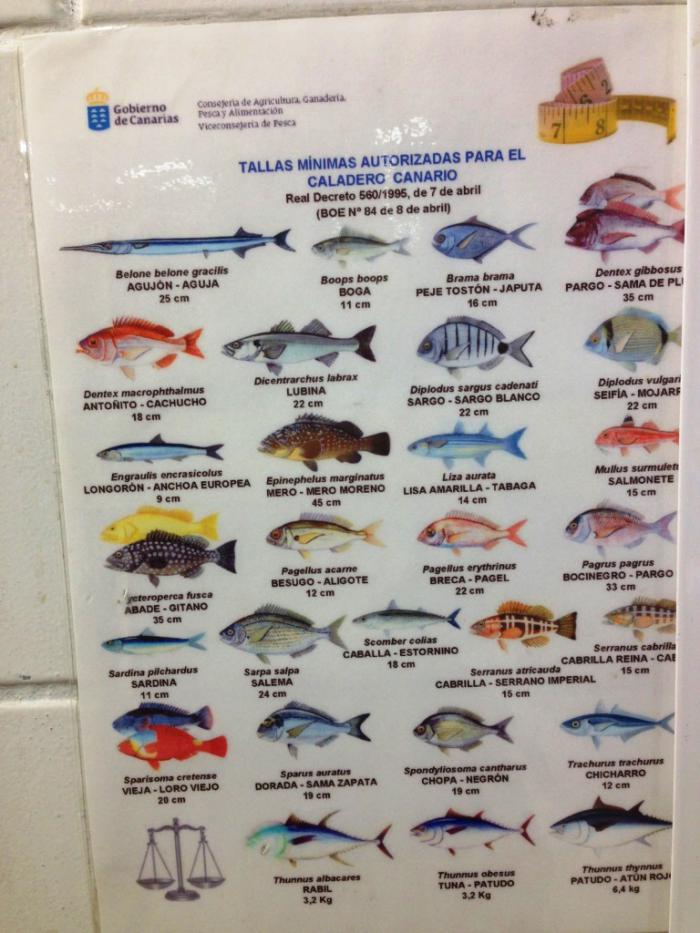 Gobierno
de Canarias
Consejería de Agricultura, Ganadería,
Pesca y Alimentación
Viceconsejería de Pesca
6 2
7 8
TALLAS MÍNIMAS AUTORIZADAS PARA EL
CALADERO CANARIO
Real Decreto 560/1995, de 7 de abril
(BOE Nº 84 de 8 de abril)
Belone belone gracilis
AGUJÓN - AGUJA
25 cm
Boops boops
BOGA
11 cm
Brama brama
PEJE TOSTÓN - JAPUTA
16 cm
Dentex gibbosus
PARGO - SAMA DE
35 cm
Dentex macrophthalmus
ANTOÑITO - CACHUCHO
18 cm
Dicentrarchus labrax
LUBINA
22 cm
Diplodus sargus cadenati
SARGO - SARGO BLANCO
22 cm
Diplodus
SEIFÍA -
22 cm
Engraulis encrasicolus
LONGORÓN - ANCHOA EUROPEA
9 cm
Epinephelus marginatus
MERO - MERO MORENO
45 cm
Liza aurata
LISA AMARILLA - TABAGA
14 cm
Mullus
SALMONETE
15 cm
fusca
ABADE - GITANO
35 cm
Pagellus acarne
BESUGO - ALIGOTE
12 cm
Pagellus erythrinus
BRECA - PAGEL
22 cm
Pagrus pagrus
BOCINEGRO - PARGO
33 cm
Sardina pilchardus
SARDINA
11 cm
Sarpa salpa
SALEMA
24 cm
Scomber colias
CABALLA - ESTORNINO
18 cm
Serranus atricauda
CABRILLA - SERRANO IMPERIAL
15 cm
Serranus
CABRILLA REINA -
15 cm
Sparisoma cretense
VIEJA - LORO VIEJO
20 cm
Sparus auratus
DORADA - SAMA ZAPATA
19 cm
Spondyliosoma cantharus
CHOPA - NEGRÓN
19 cm
Trachurus trachurus
CHICHARRO
12 cm
Thunnus albacares
RABIL
3,2 Kg
Thunnus obesus
TUNA - PATUDO
3,2 Kg
Thunnus thynnus
PATUDO - ATÚN
6,4 kg